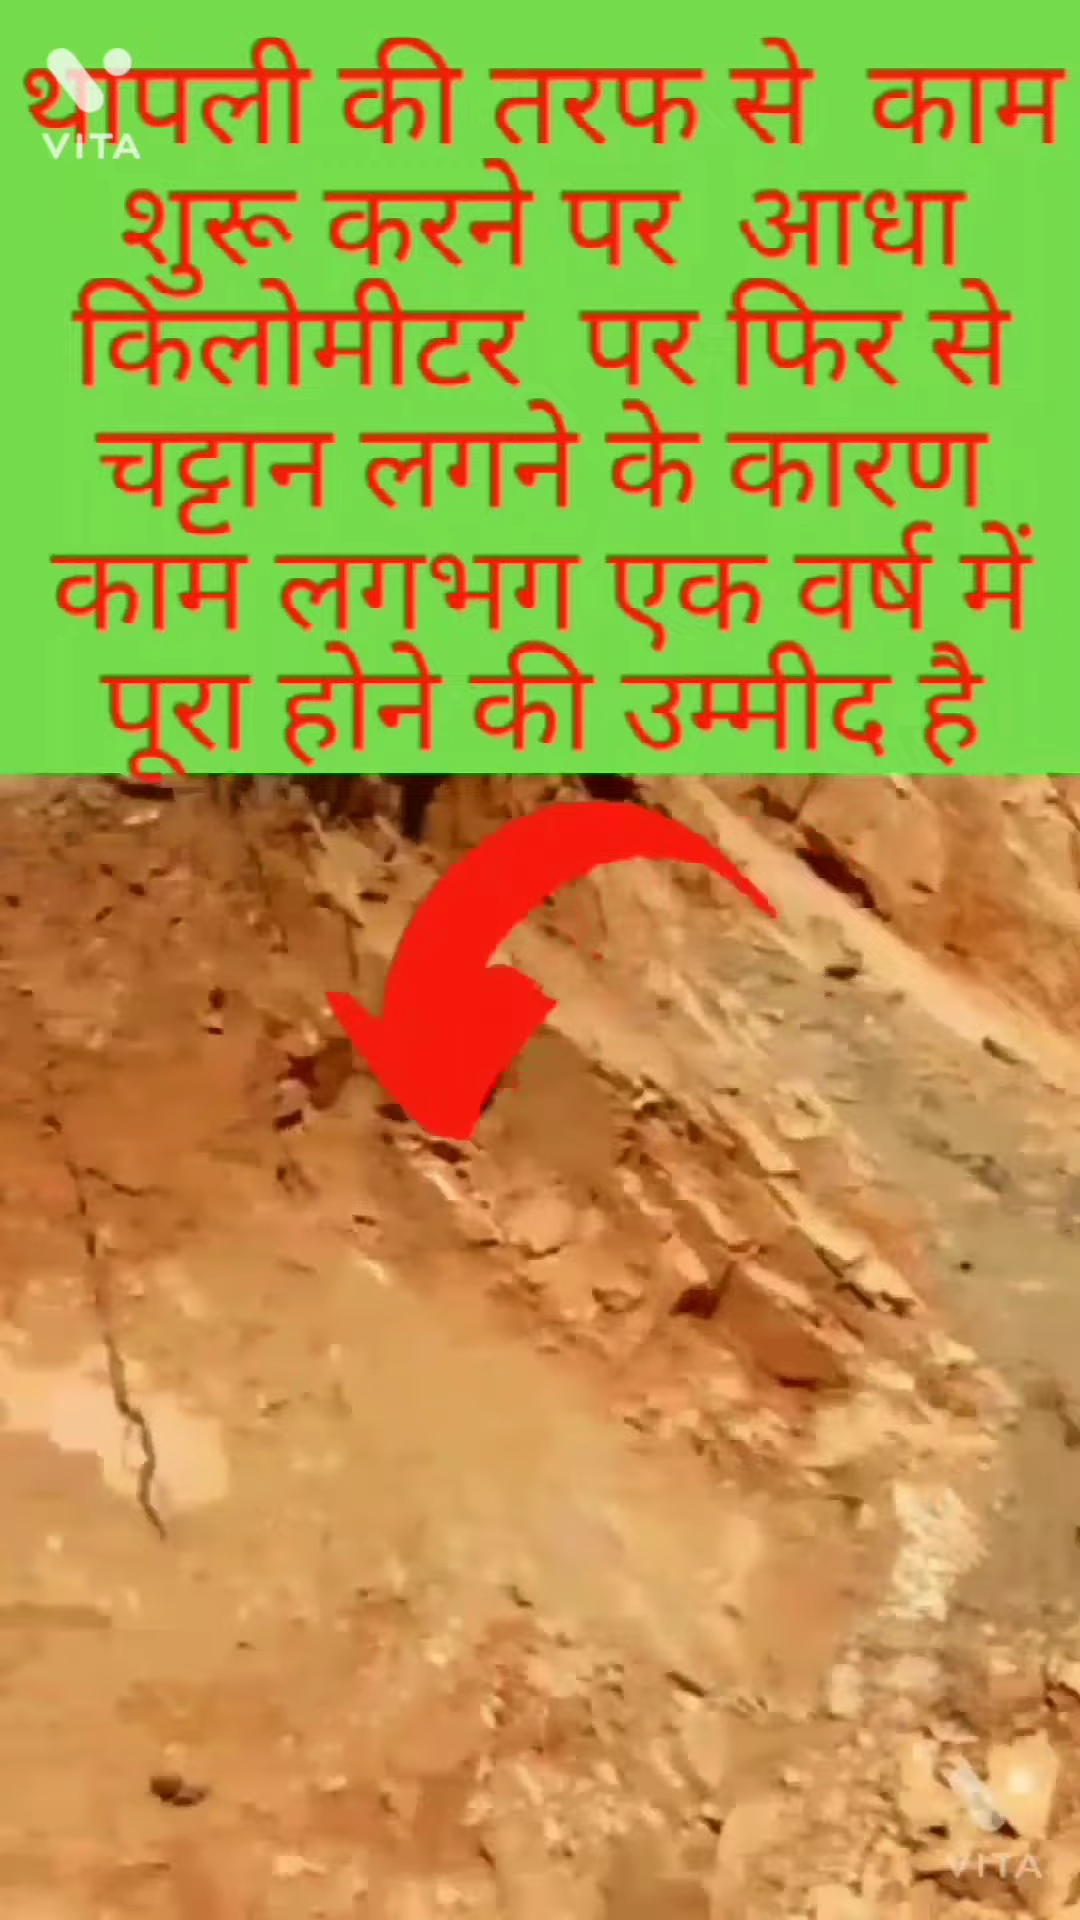 VITA
थापली की तरफ से काम
शुरू करने पर आधा
किलोमीटर पर फिर से
चट्टान लगने के कारण
काम लगभग एक वर्ष में
पूरा होने की उम्मीद है
VITA